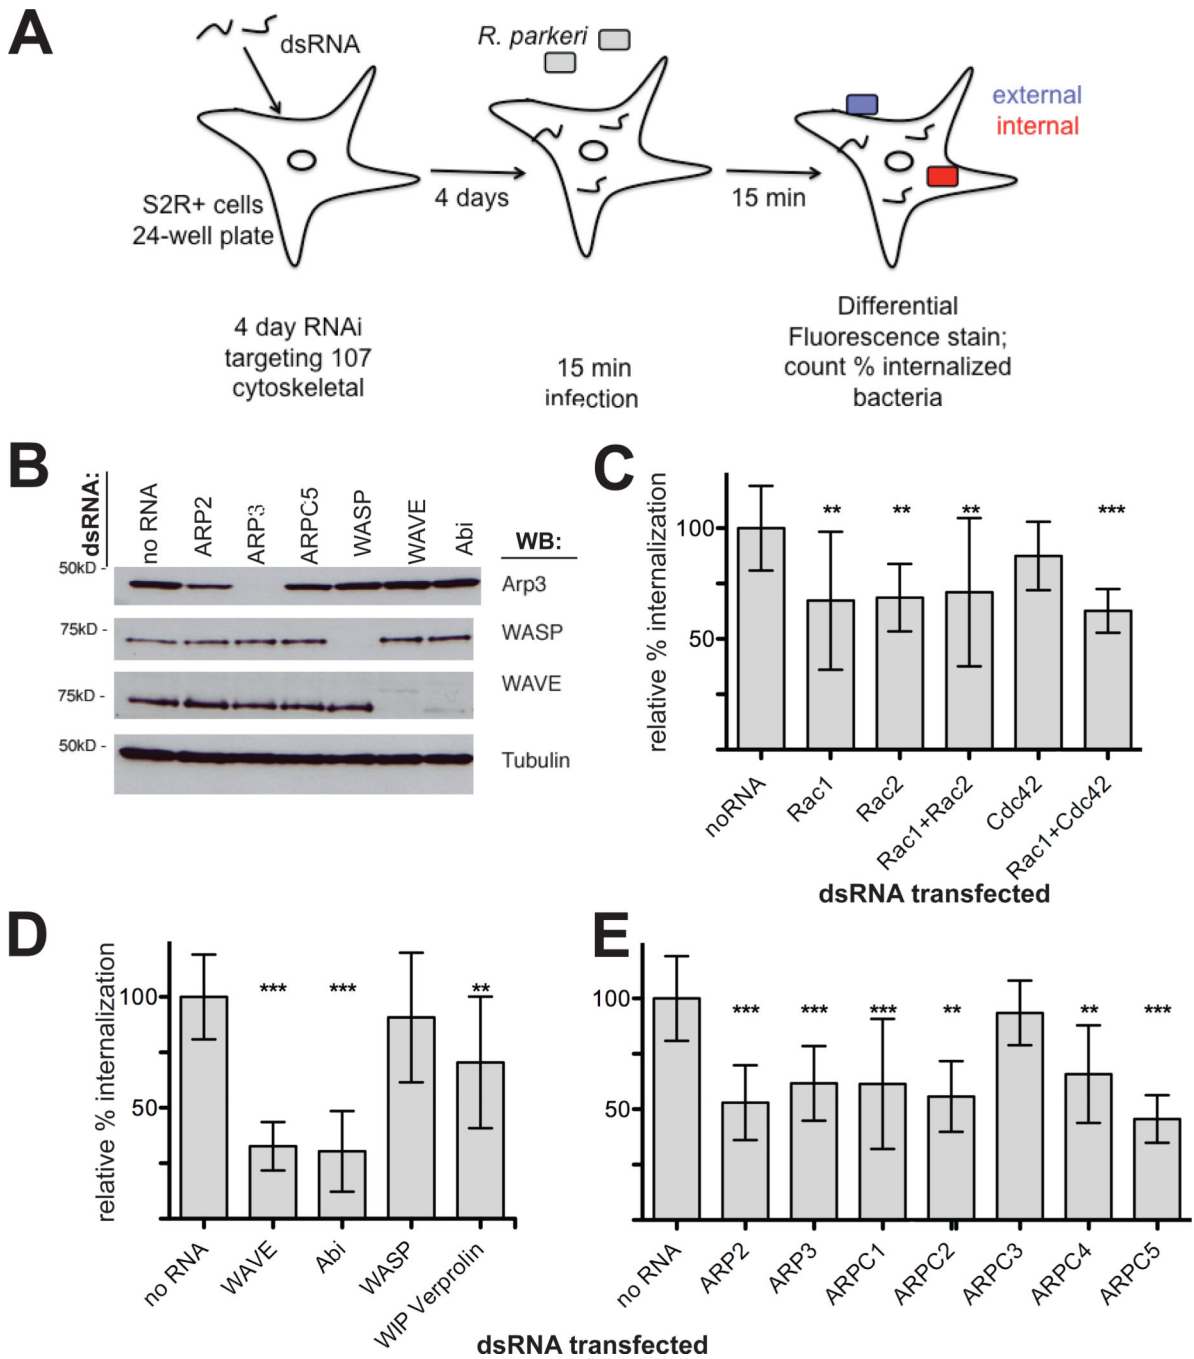 A
dsRNA
R. parkeri
external
internal
S2R+ cells
24-well plate
4 days
15 min
4 day RNAi
targeting 107
cytoskeletal
15 min
infection
Differential
Fluorescence stain;
count % internalized
bacteria
B
dsRNA:
no RNA
ARP2
ARP3
ARPC5
WASP
WAVE
Abi
WB:
50kD -
Arp3
75kD -
WASP
75kD -
WAVE
50kD -
Tubulin
C
relative % internalization
100
50
** ** ** ***
noRNA
Rac1
Rac2
Rac1+Rac2
Cdc42
Rac1+Cdc42
dsRNA transfected
D
relative % internalization
100
50
*** *** **
no RNA
WAVE
Abi
WASP
WIP Verprolin
E
100
50
*** *** *** ** ** ***
no RNA
ARP2
ARP3
ARPC1
ARPC2
ARPC3
ARPC4
ARPC5
dsRNA transfected